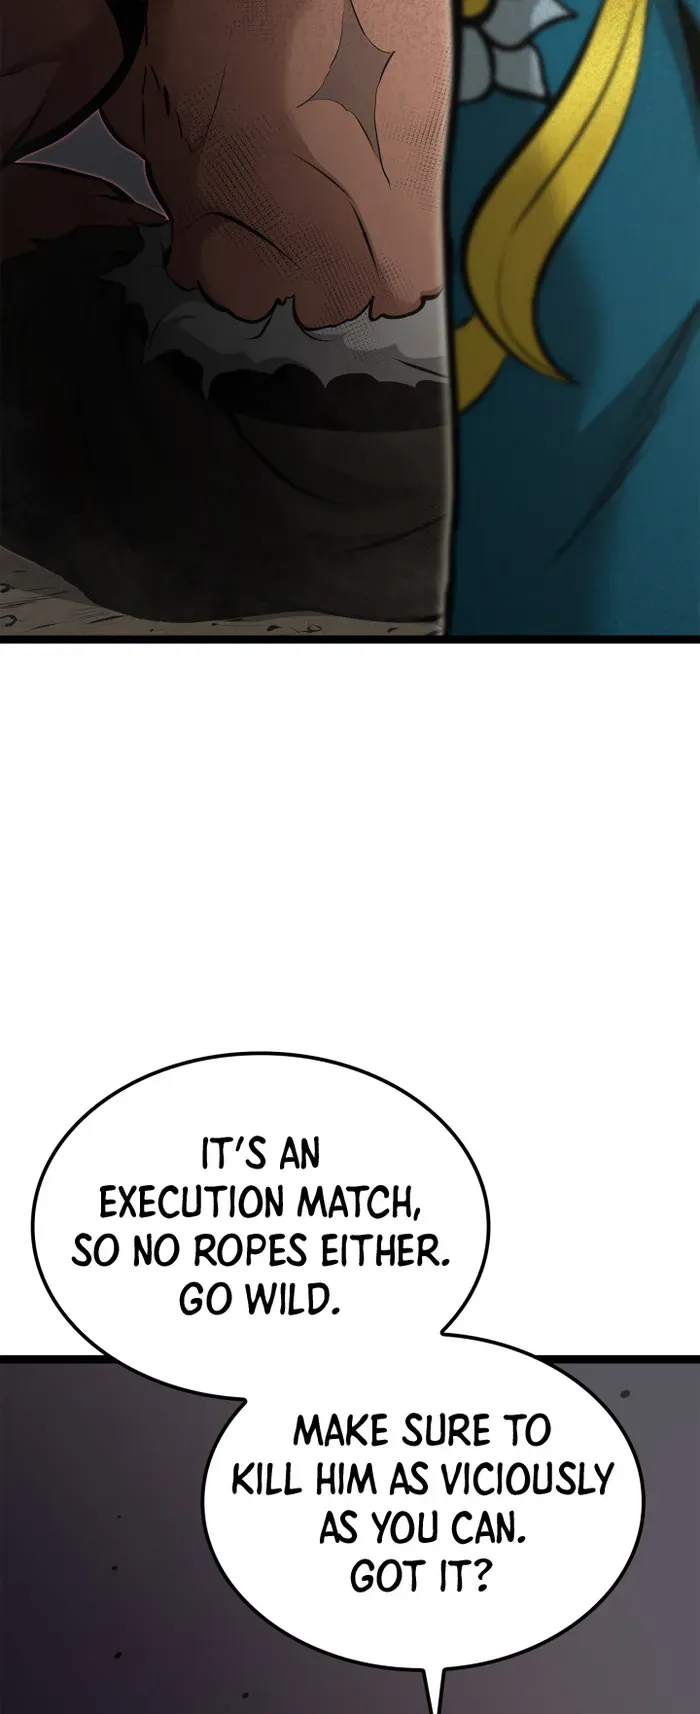 IT'S AN
EXECUTION MATCH,
SO NO ROPES EITHER.
GO WILD.
MAKE SURE TO
KILL HIM AS VICIOUSLY
AS YOU CAN.
GOT IT?